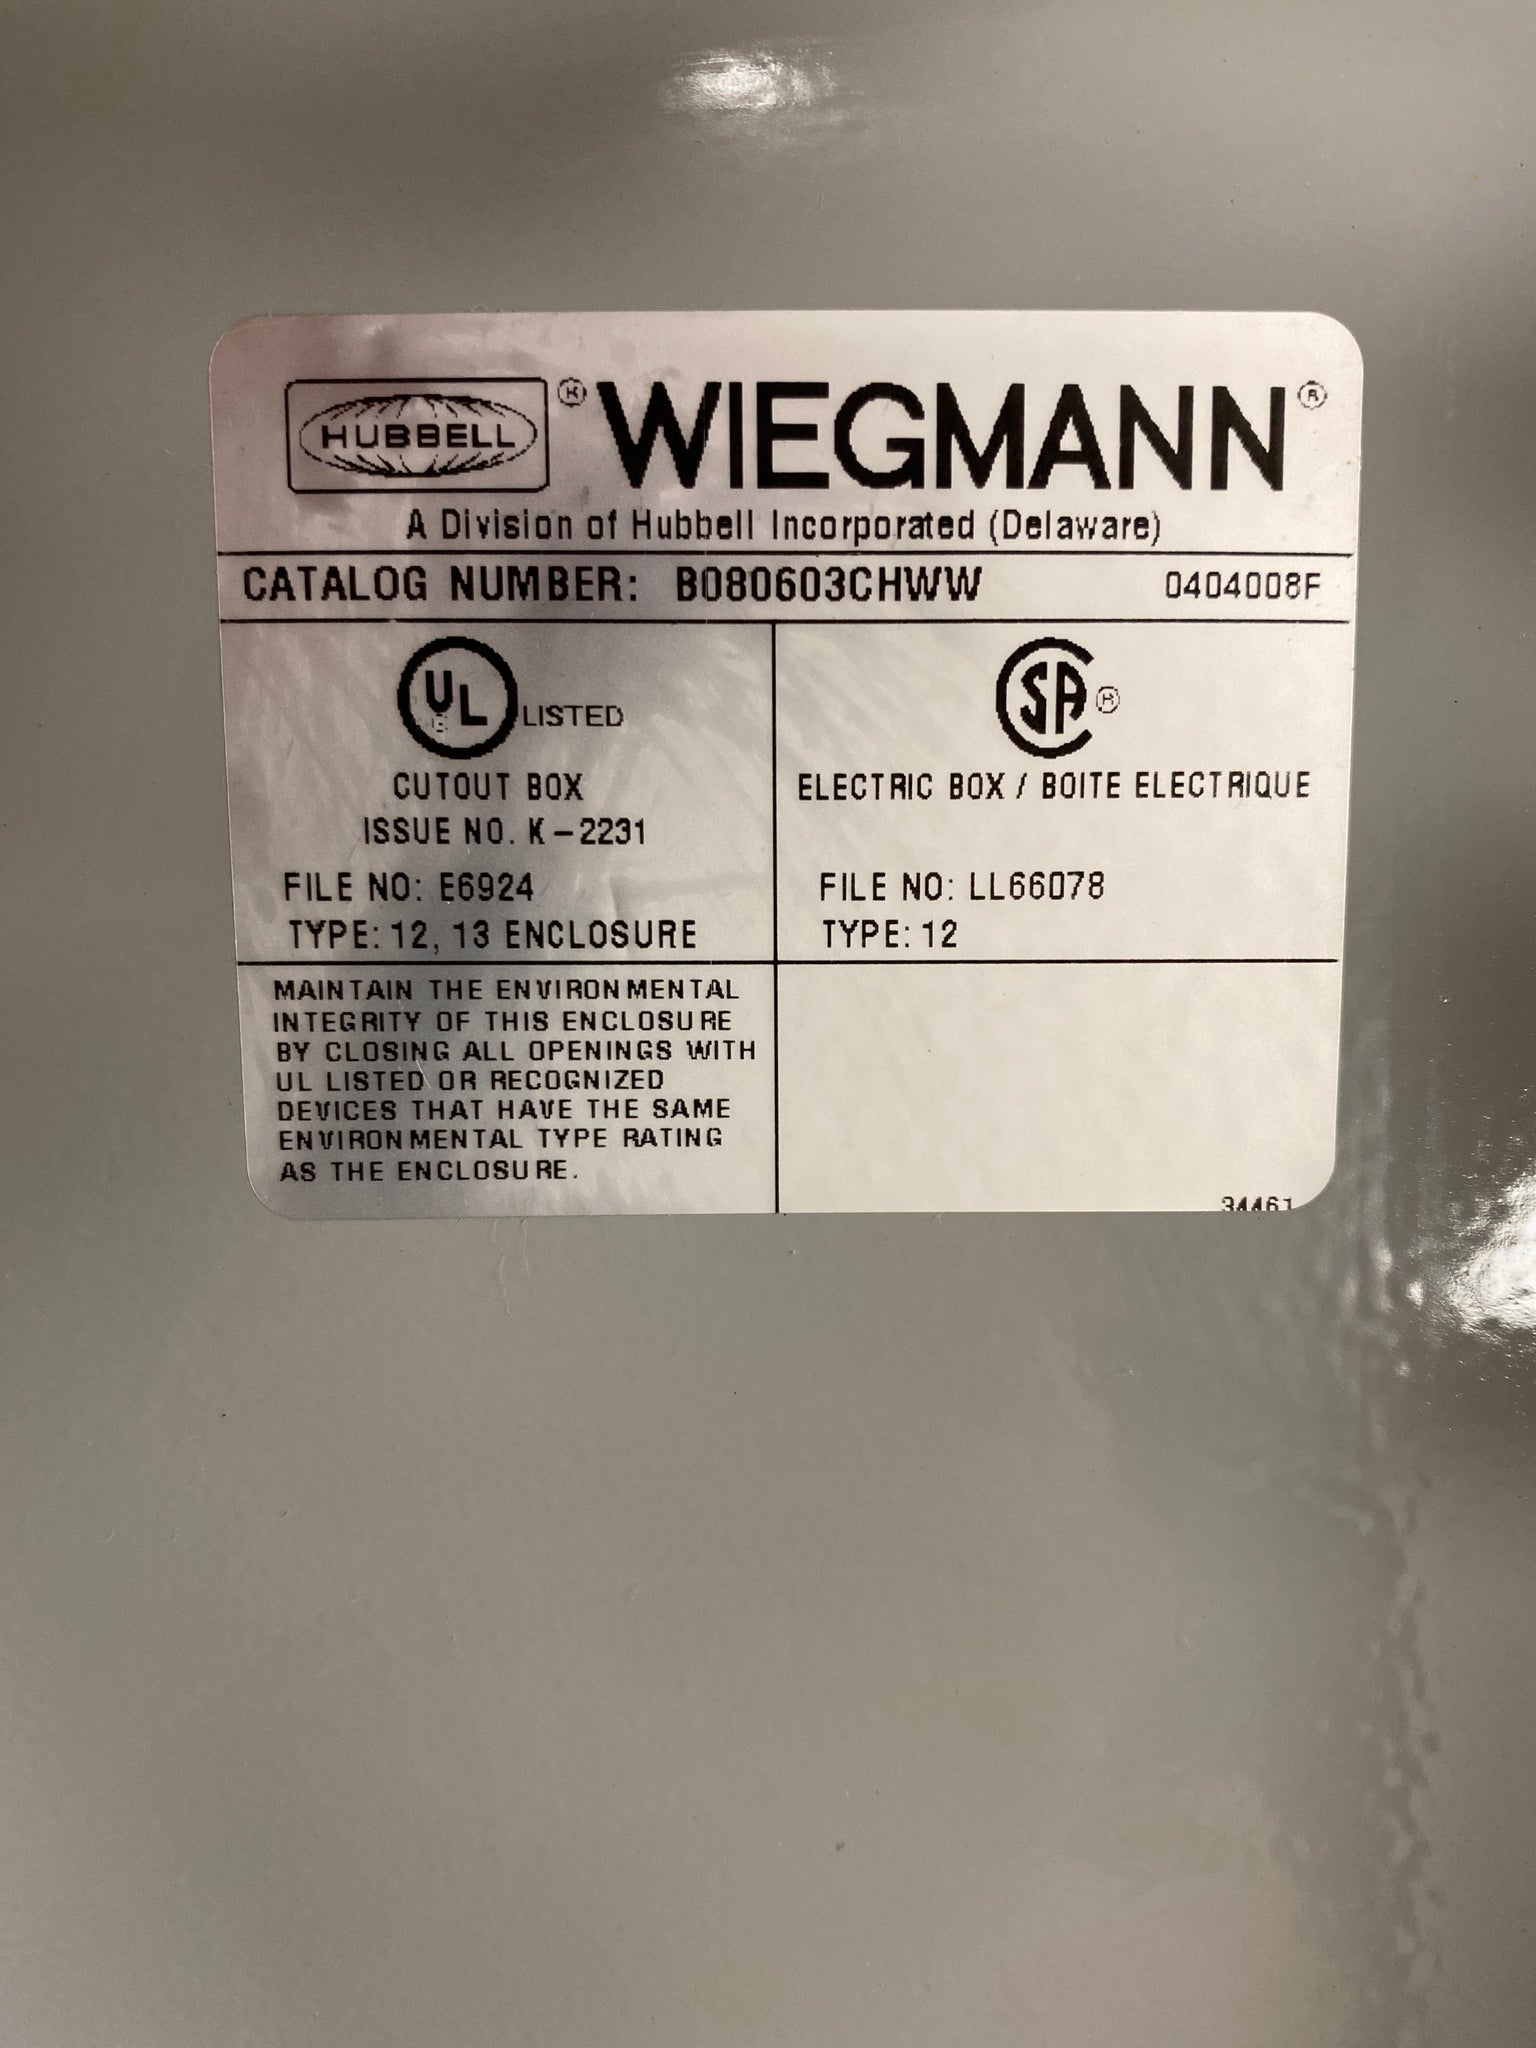 HUBBELL ® WIEGMANN ®
A Division of Hubbell Incorporated (Delaware)
CATALOG NUMBER: B080603CHWW 0404008F
UL ® LISTED
CUTOUT BOX
ISSUE NO. K-2231
FILE NO: E6924
TYPE: 12, 13 ENCLOSURE
SA ®
ELECTRIC BOX / BOITE ELECTRIQUE
FILE NO: LL66078
TYPE: 12
MAINTAIN THE ENVIRONMENTAL
INTEGRITY OF THIS ENCLOSURE
BY CLOSING ALL OPENINGS WITH
UL LISTED OR RECOGNIZED
DEVICES THAT HAVE THE SAME
ENVIRONMENTAL TYPE RATING
AS THE ENCLOSURE.